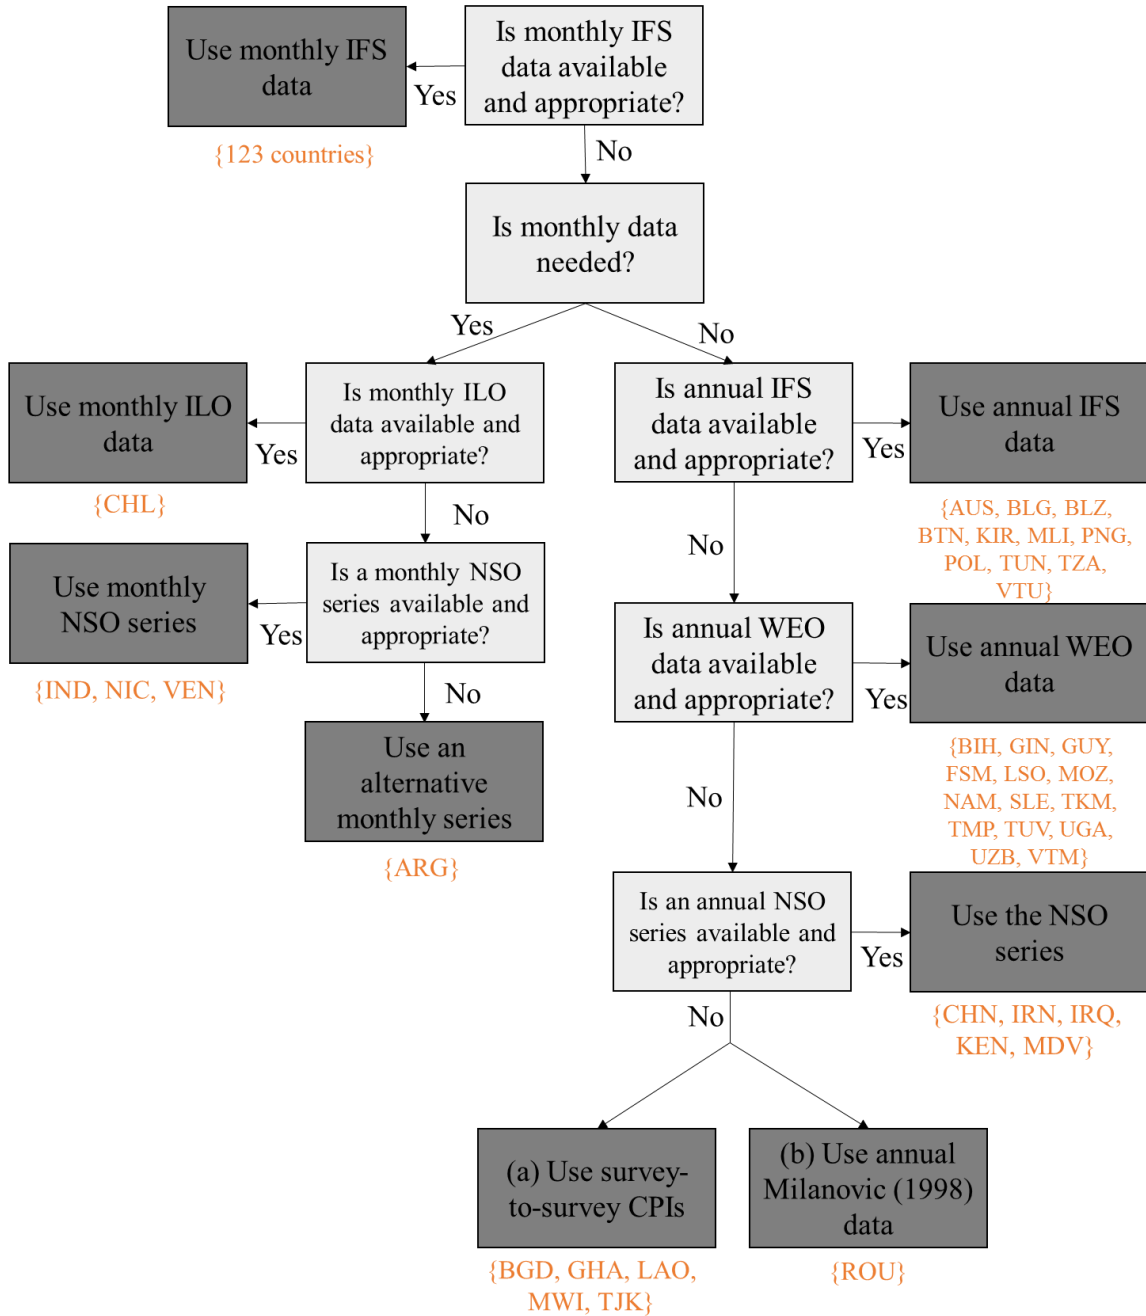 Use monthly IFS
data
Is monthly IFS
data available
and appropriate?
Yes
{123 countries}
No
Is monthly data
needed?
Yes
No
Use monthly ILO
data
Is monthly ILO
data available and
appropriate?
Is annual IFS
data available
and appropriate?
Use annual IFS
data
Yes
Yes
{CHL}
No
{AUS, BLG, BLZ,
BTN, KIR, MLI, PNG,
POL, TUN, TZA,
VTU}
No
Use monthly
NSO series
Is a monthly NSO
series available and
appropriate?
Yes
Is annual WEO
data available
and appropriate?
Use annual WEO
data
Yes
{IND, NIC, VEN}
No
Use an
alternative
monthly series
{ARG}
{BIH, GIN, GUY,
FSM, LSO, MOZ,
NAM, SLE, TKM,
TMP, TUV, UGA,
UZB, VTM}
No
Is an annual NSO
series available and
appropriate?
Use the NSO
series
Yes
{CHN, IRN, IRQ,
KEN, MDV}
No
(a) Use survey-
to-survey CPIs
(b) Use annual
Milanovic (1998)
data
{BGD, GHA, LAO,
MWI, TJK}
{ROU}